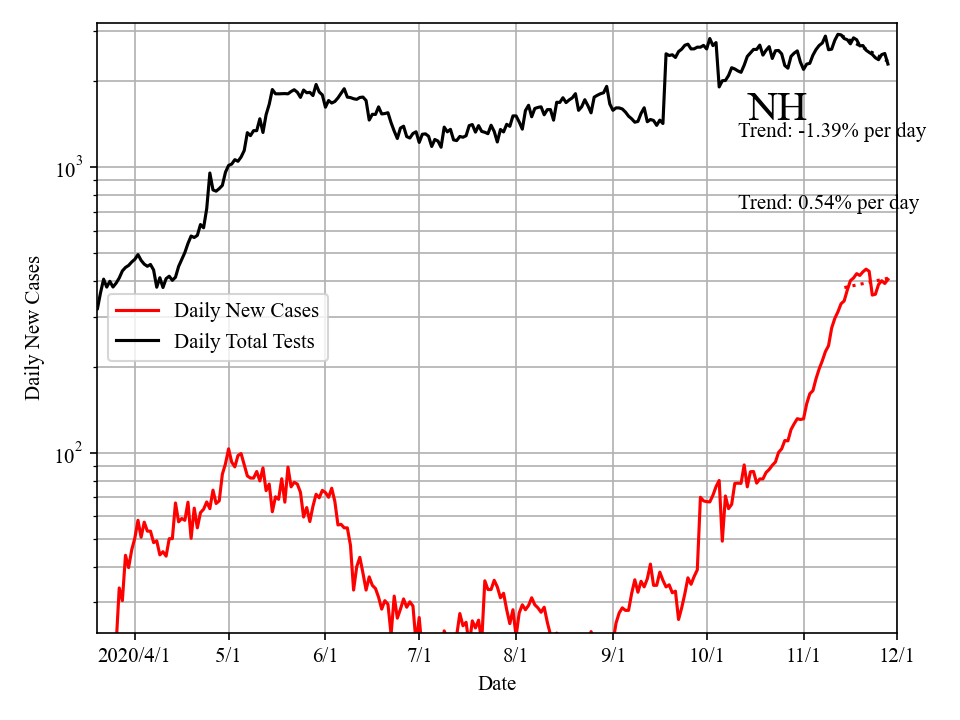 NH
Trend: -1.39% per day
10³
Trend: 0.54% per day
Daily New Cases
Daily New Cases
Daily Total Tests
10²
2020/4/1 5/1 6/1 7/1 8/1 9/1 10/1 11/1 12/1
Date